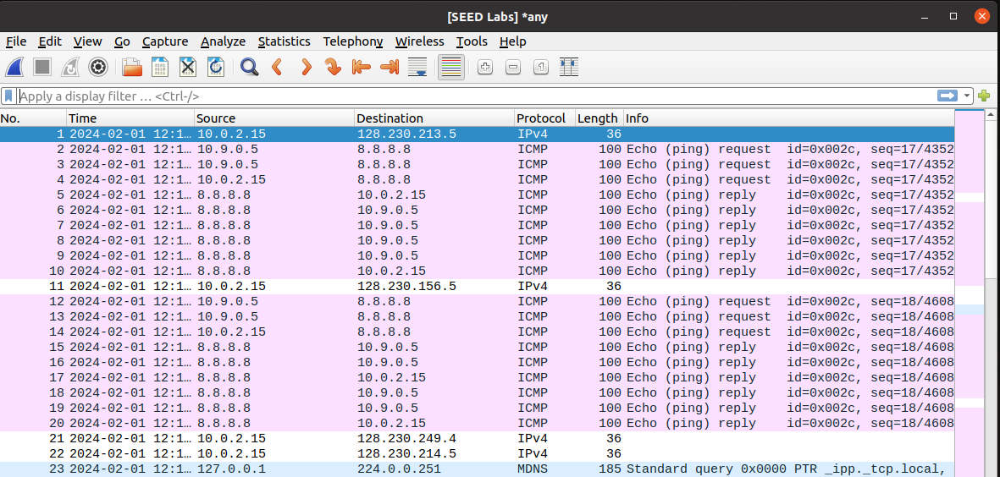 [SEED Labs] *any
File Edit View Go Capture Analyze Statistics Telephony Wireless Tools Help
Apply a display filter … <Ctrl-/>
No. Time Source Destination Protocol Length Info
1 2024-02-01 12:1… 10.0.2.15 128.230.213.5 IPv4 36
2 2024-02-01 12:1… 10.9.0.5 8.8.8.8 ICMP 100 Echo (ping) request id=0x002c, seq=17/4352
3 2024-02-01 12:1… 10.9.0.5 8.8.8.8 ICMP 100 Echo (ping) request id=0x002c, seq=17/4352
4 2024-02-01 12:1… 10.0.2.15 8.8.8.8 ICMP 100 Echo (ping) request id=0x002c, seq=17/4352
5 2024-02-01 12:1… 8.8.8.8 10.0.2.15 ICMP 100 Echo (ping) reply id=0x002c, seq=17/4352
6 2024-02-01 12:1… 8.8.8.8 10.9.0.5 ICMP 100 Echo (ping) reply id=0x002c, seq=17/4352
7 2024-02-01 12:1… 8.8.8.8 10.9.0.5 ICMP 100 Echo (ping) reply id=0x002c, seq=17/4352
8 2024-02-01 12:1… 8.8.8.8 10.9.0.5 ICMP 100 Echo (ping) reply id=0x002c, seq=17/4352
9 2024-02-01 12:1… 8.8.8.8 10.9.0.5 ICMP 100 Echo (ping) reply id=0x002c, seq=17/4352
10 2024-02-01 12:1… 8.8.8.8 10.0.2.15 ICMP 100 Echo (ping) reply id=0x002c, seq=17/4352
11 2024-02-01 12:1… 10.0.2.15 128.230.156.5 IPv4 36
12 2024-02-01 12:1… 10.9.0.5 8.8.8.8 ICMP 100 Echo (ping) request id=0x002c, seq=18/4608
13 2024-02-01 12:1… 10.9.0.5 8.8.8.8 ICMP 100 Echo (ping) request id=0x002c, seq=18/4608
14 2024-02-01 12:1… 10.0.2.15 8.8.8.8 ICMP 100 Echo (ping) request id=0x002c, seq=18/4608
15 2024-02-01 12:1… 8.8.8.8 10.9.0.5 ICMP 100 Echo (ping) reply id=0x002c, seq=18/4608
16 2024-02-01 12:1… 8.8.8.8 10.9.0.5 ICMP 100 Echo (ping) reply id=0x002c, seq=18/4608
17 2024-02-01 12:1… 8.8.8.8 10.0.2.15 ICMP 100 Echo (ping) reply id=0x002c, seq=18/4608
18 2024-02-01 12:1… 8.8.8.8 10.9.0.5 ICMP 100 Echo (ping) reply id=0x002c, seq=18/4608
19 2024-02-01 12:1… 8.8.8.8 10.9.0.5 ICMP 100 Echo (ping) reply id=0x002c, seq=18/4608
20 2024-02-01 12:1… 8.8.8.8 10.0.2.15 ICMP 100 Echo (ping) reply id=0x002c, seq=18/4608
21 2024-02-01 12:1… 10.0.2.15 128.230.249.4 IPv4 36
22 2024-02-01 12:1… 10.0.2.15 128.230.214.5 IPv4 36
23 2024-02-01 12:1… 127.0.0.1 224.0.0.251 MDNS 185 Standard query 0x0000 PTR _ipp._tcp.local,